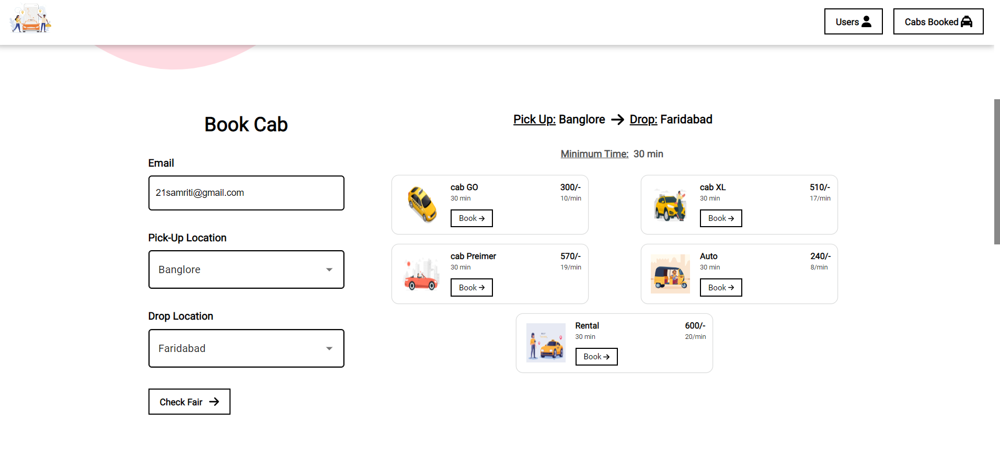 Users
Cabs Booked
Book Cab
Email
21samriti@gmail.com
Pick-Up Location
Banglore
Drop Location
Faridabad
Check Fair
Pick Up: Banglore → Drop: Faridabad
Minimum Time: 30 min
cab GO 300/-
30 min 10/min
Book →
cab XL 510/-
30 min 17/min
Book →
cab Preimer 570/-
30 min 19/min
Book →
Auto 240/-
30 min 8/min
Book →
Rental 600/-
30 min 20/min
Book →